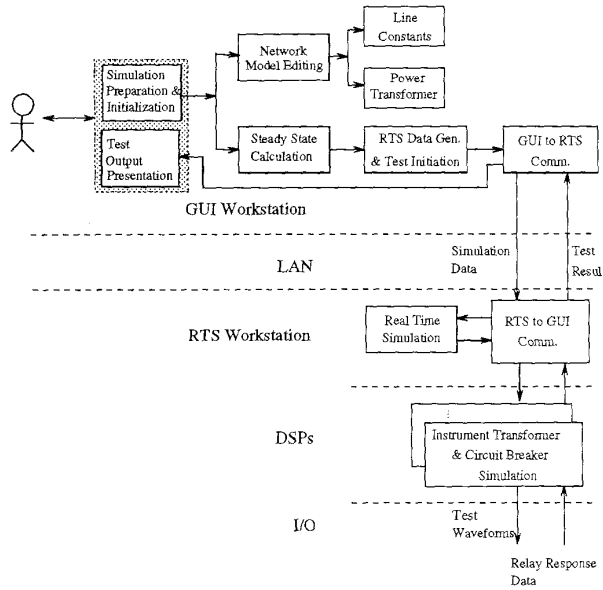 Line
Constants
Network
Model Editing
Simulation
Preparation &
Initialization
Power
Transformer
Test
Output
Presentation
Steady State
Calculation
RTS Data Gen.
& Test Initiation
GUI to RTS
Comm.
GUI Workstation
LAN
Simulation
Data
Test
Resul
RTS Workstation
Real Time
Simulation
RTS to GUI
Comm.
DSPs
Instrument Transformer
& Circuit Breaker
Simulation
I/O
Test
Waveforms
Relay Response
Data